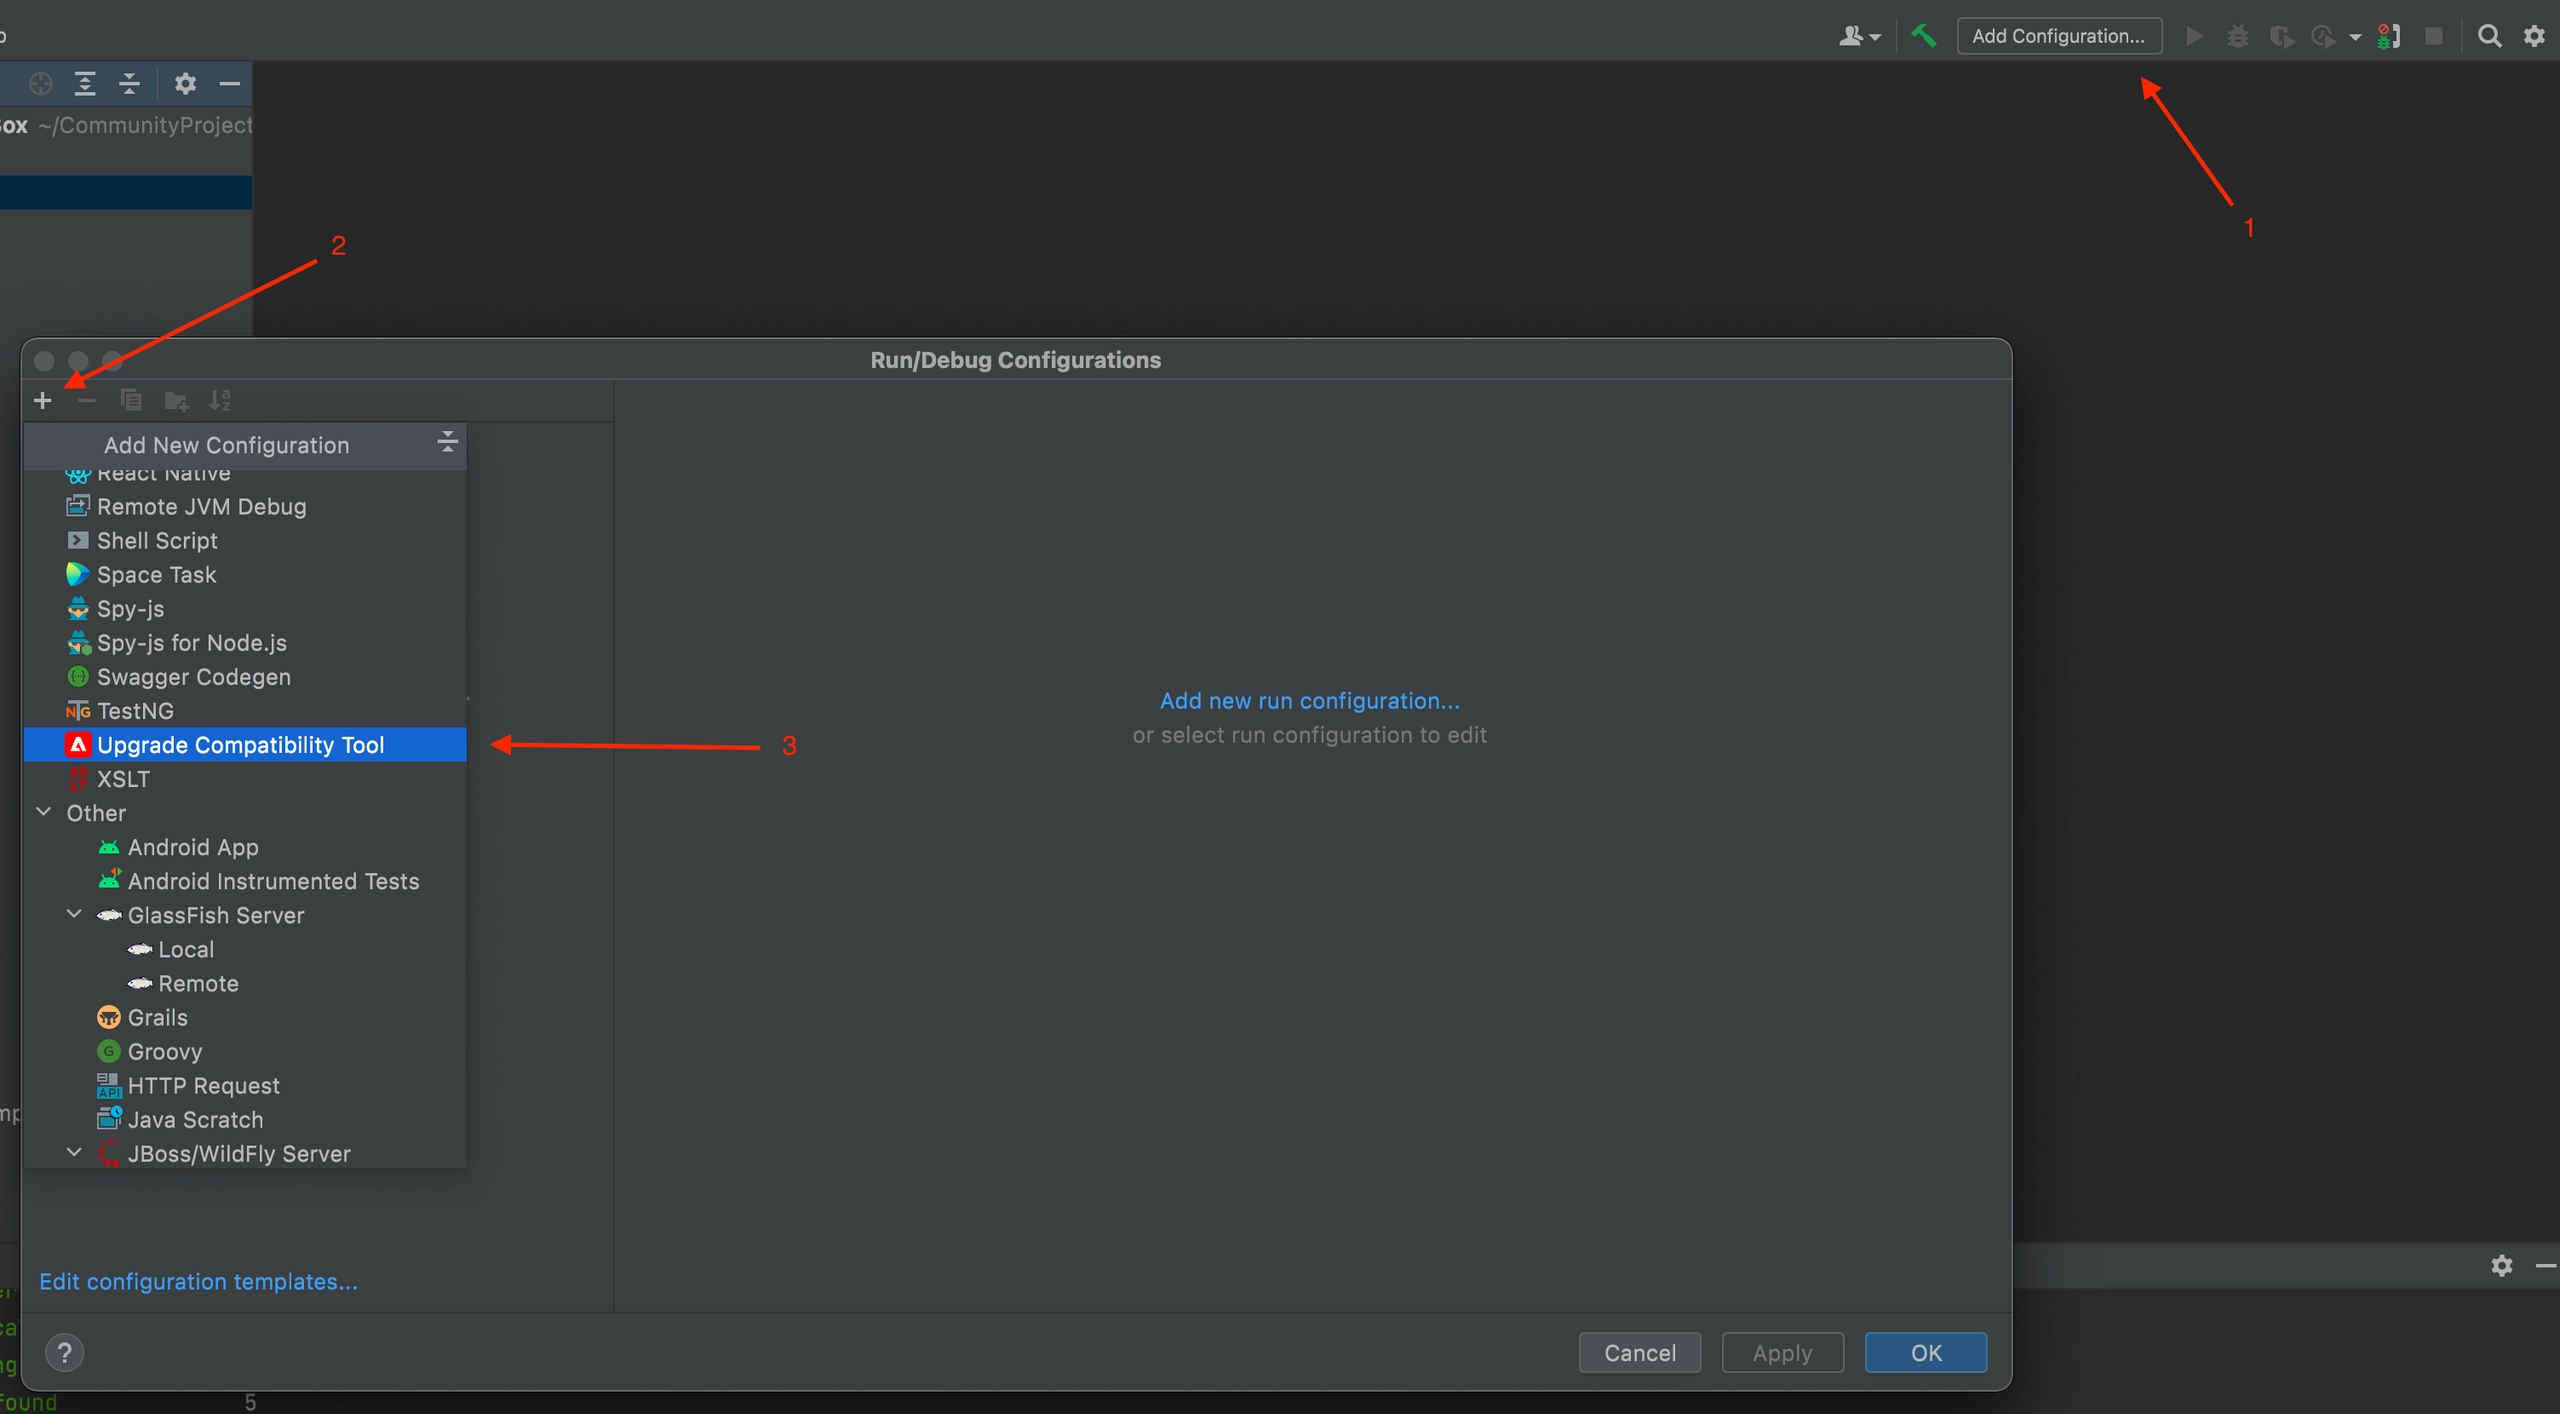 Add Configuration...
ox ~/CommunityProject
1
2
Run/Debug Configurations
Add New Configuration
React Native
Remote JVM Debug
Shell Script
Space Task
Spy-js
Spy-js for Node.js
Swagger Codegen
NTG TestNG
Upgrade Compatibility Tool
3
XSLT
Other
Android App
Android Instrumented Tests
GlassFish Server
Local
Remote
Grails
G Groovy
API HTTP Request
Java Scratch
JBoss/WildFly Server
Add new run configuration...
or select run configuration to edit
Edit configuration templates...
? Cancel Apply OK
ound 5